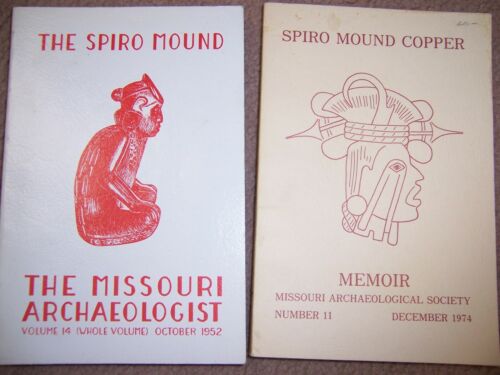 THE SPIRO MOUND
THE MISSOURI
ARCHAEOLOGIST
VOLUME 14 (WHOLE VOLUME) OCTOBER 1952
SPIRO MOUND COPPER
MEMOIR
MISSOURI ARCHAEOLOGICAL SOCIETY
NUMBER 11 DECEMBER 1974